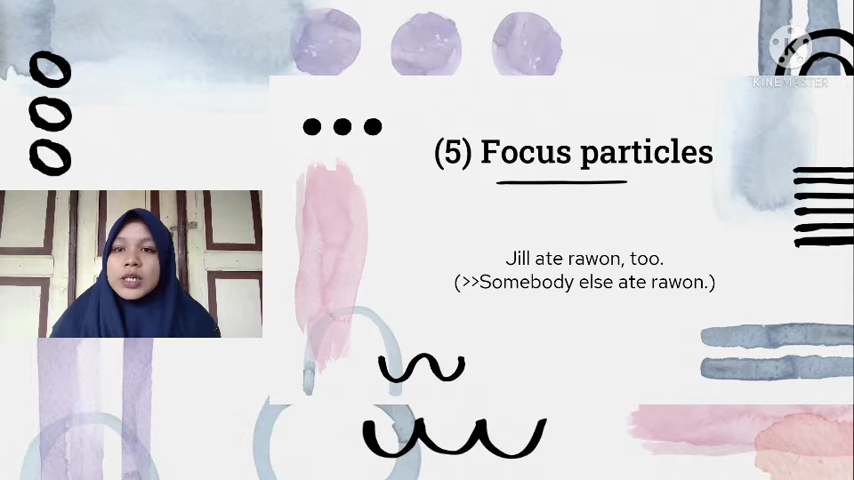 KINEMASTER
(5) Focus particles
Jill ate rawon, too.
(>>Somebody else ate rawon.)